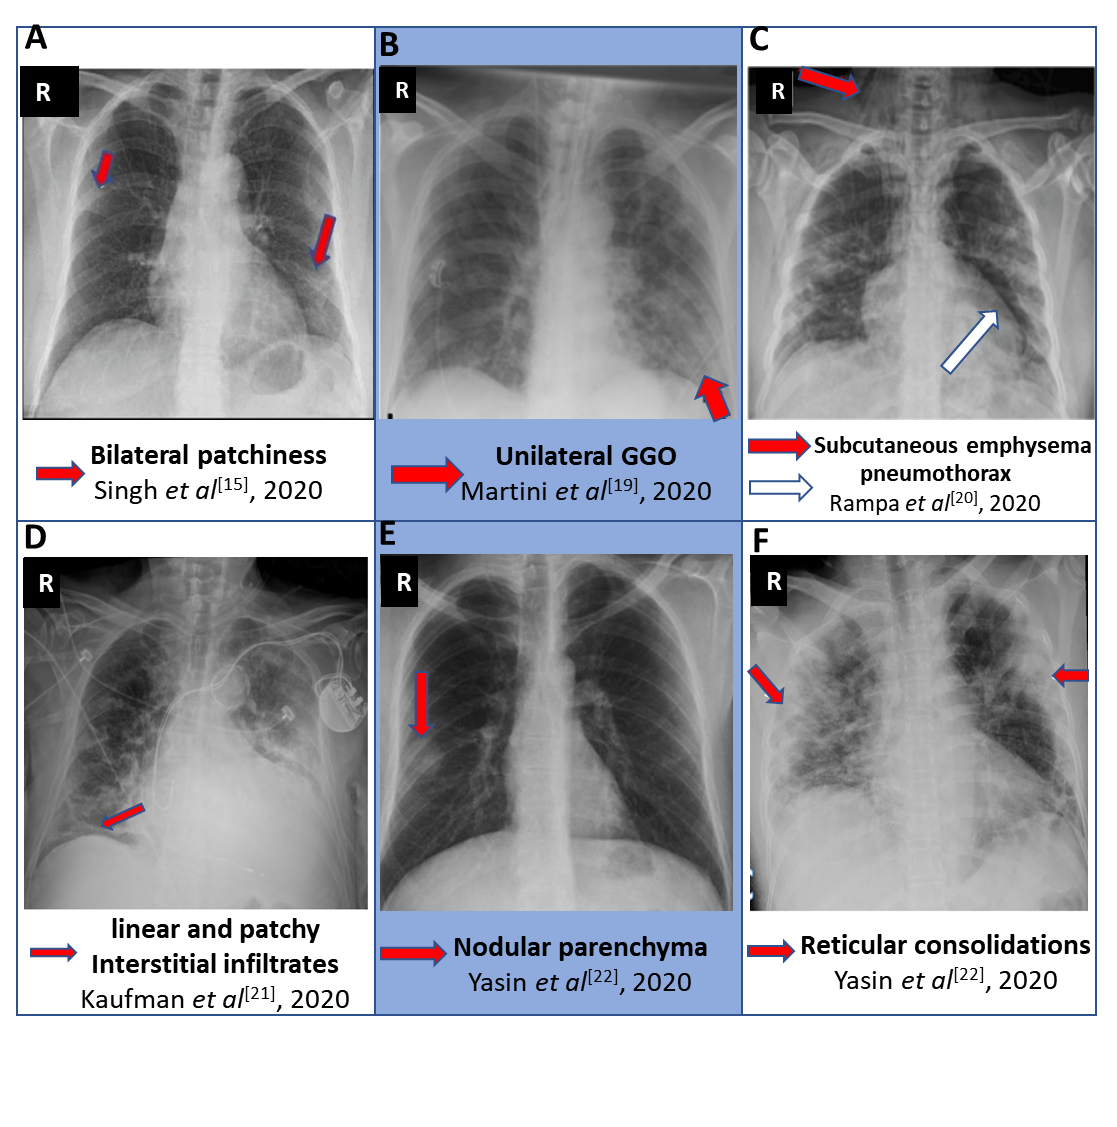 A
R
Bilateral patchiness
Singh et al[15], 2020
B
R
Unilateral GGO
Martini et al[19], 2020
C
R
Subcutaneous emphysema
pneumothorax
Rampa et al[20], 2020
D
R
linear and patchy
Interstitial infiltrates
Kaufman et al[21], 2020
E
R
Nodular parenchyma
Yasin et al[22], 2020
F
R
Reticular consolidations
Yasin et al[22], 2020